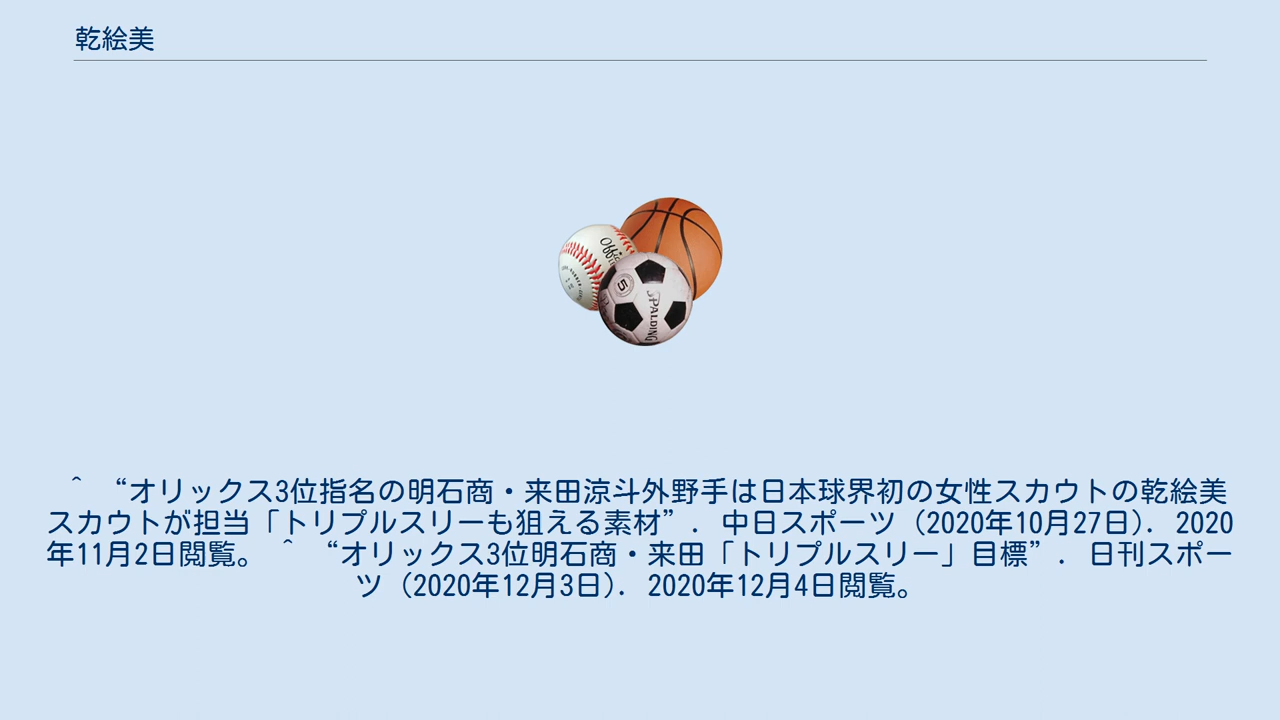 乾絵美
Offic
5
SPALDING
^ “オリックス3位指名の明石商・来田涼斗外野手は日本球界初の女性スカウトの乾絵美
スカウトが担当「トリプルスリーも狙える素材”. 中日スポーツ (2020年10月27日). 2020
年11月2日閲覧。 ^ “オリックス3位明石商・来田「トリプルスリー」目標”. 日刊スポー
ツ (2020年12月3日). 2020年12月4日閲覧。